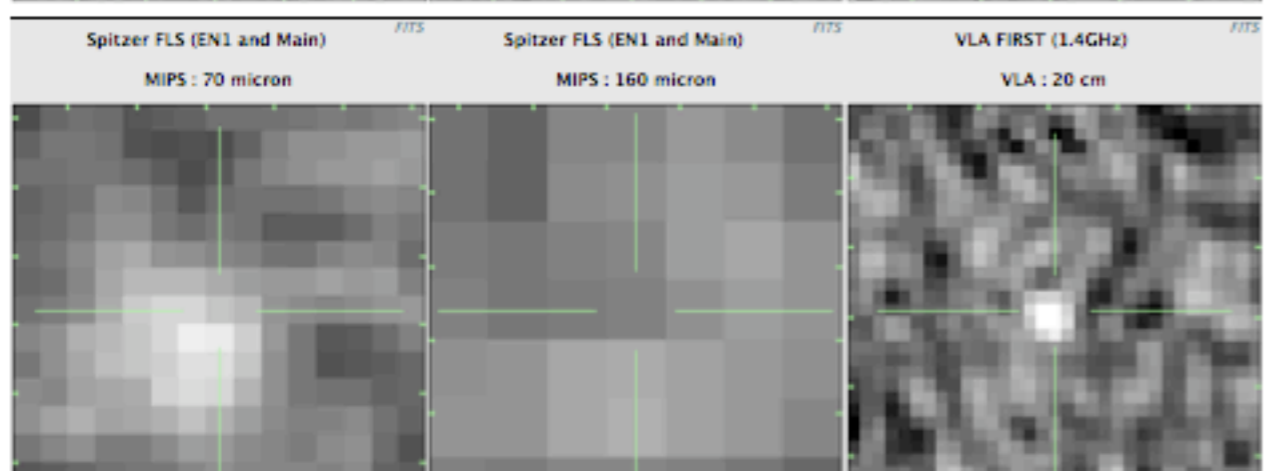 FITS
Spitzer FLS (EN1 and Main)
MIPS : 70 micron
FITS
Spitzer FLS (EN1 and Main)
MIPS : 160 micron
FITS
VLA FIRST (1.4GHz)
VLA : 20 cm